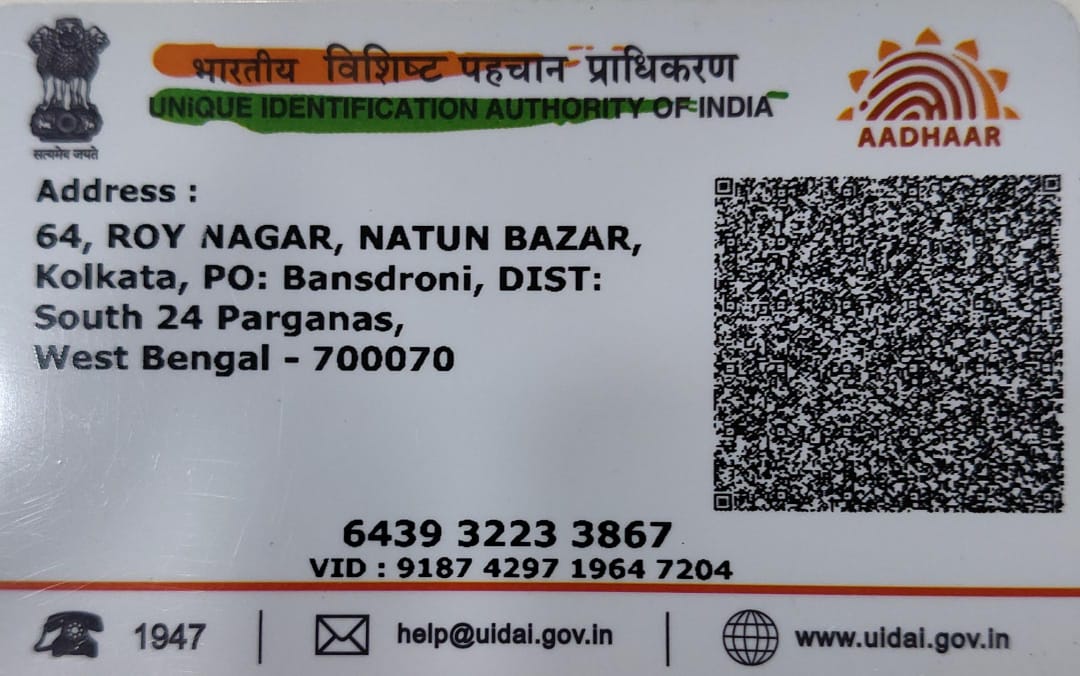 भारतीय विशिष्ट पहचान प्राधिकरण
UNIQUE IDENTIFICATION AUTHORITY OF INDIA
सत्यमेव जयते
AADHAAR
Address :
64, ROY NAGAR, NATUN BAZAR,
Kolkata, PO: Bansdroni, DIST:
South 24 Parganas,
West Bengal - 700070
6439 3223 3867
VID : 9187 4297 1964 7204
1947
help@uidai.gov.in
www.uidai.gov.in